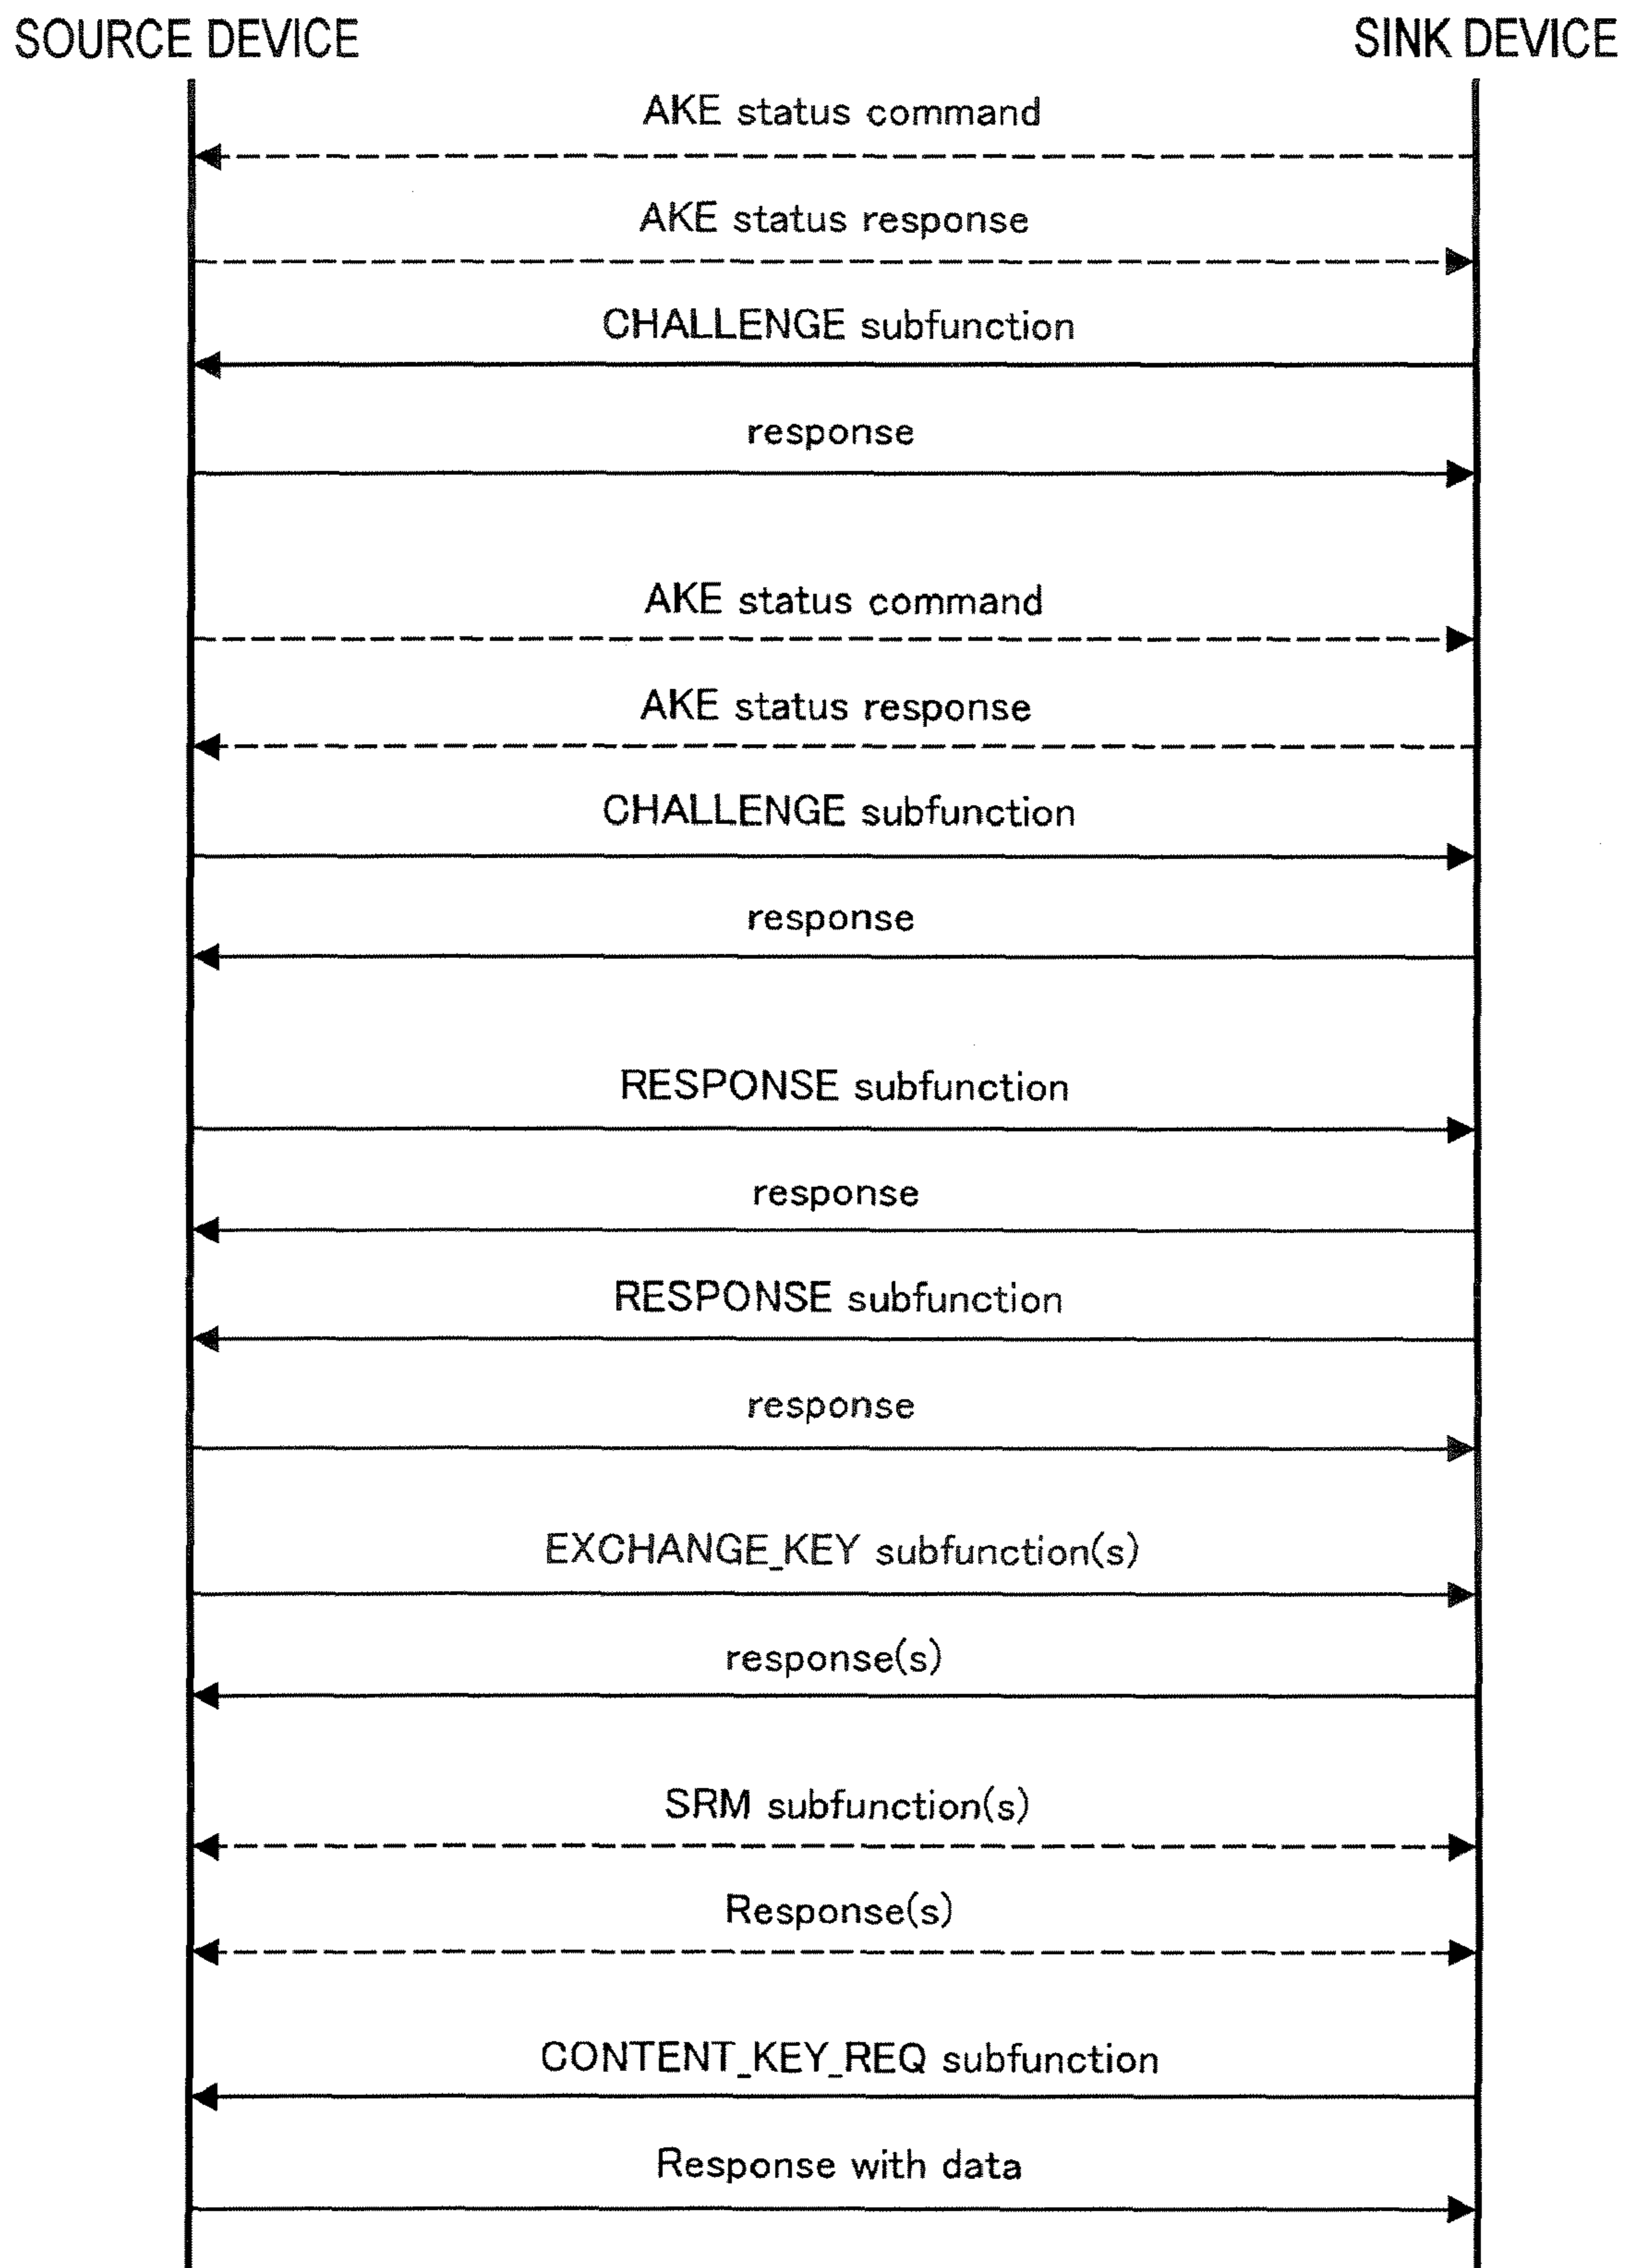 SOURCE DEVICE
SINK DEVICE
AKE status command
AKE status response
CHALLENGE subfunction
response
AKE status command
AKE status response
CHALLENGE subfunction
response
RESPONSE subfunction
response
RESPONSE subfunction
response
EXCHANGE_KEY subfunction(s)
response(s)
SRM subfunction(s)
Response(s)
CONTENT_KEY_REQ subfunction
Response with data